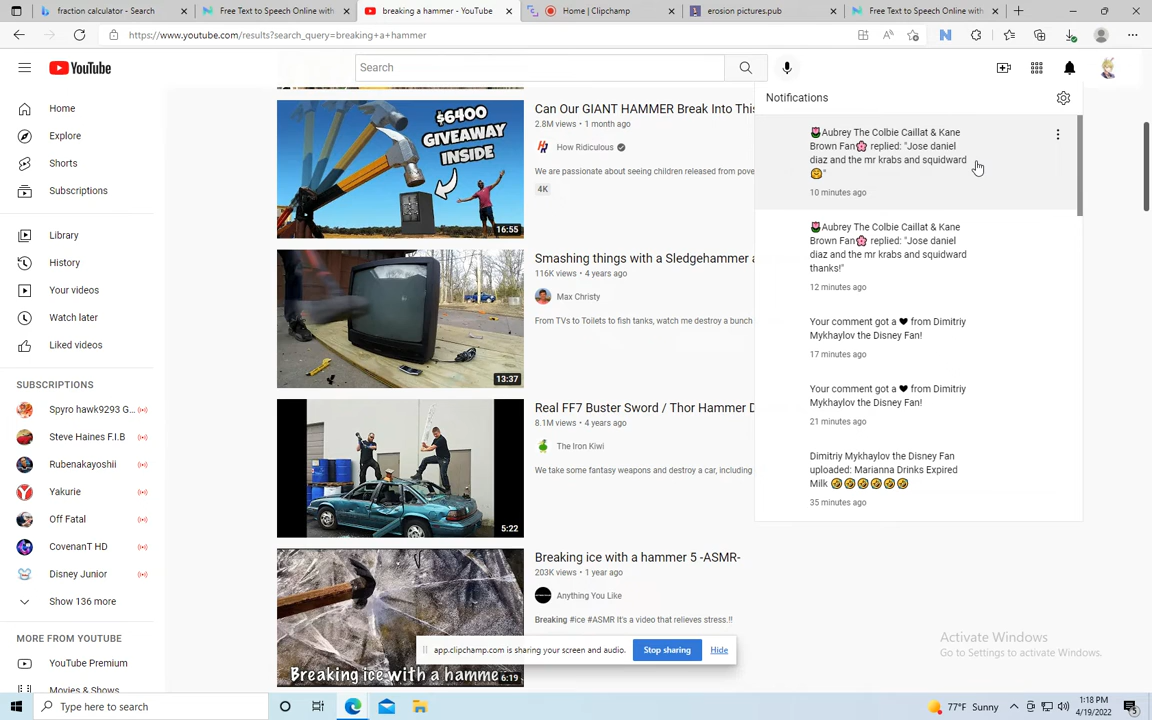 fraction calculator - Search
Free Text to Speech Online with
breaking a hammer - YouTube
Home | Clipchamp
erosion pictures.pub
Free Text to Speech Online with
https://www.youtube.com/results?search_query=breaking+a+hammer
YouTube
Search
Home
Explore
Shorts
Subscriptions
Library
History
Your videos
Watch later
Liked videos
SUBSCRIPTIONS
Spyro hawk9293 G...
Steve Haines F.I.B
Rubenakayoshii
Yakurie
Off Fatal
CovenanT HD
Disney Junior
Show 136 more
MORE FROM YOUTUBE
YouTube Premium
Movies & Shows
$6400
GIVEAWAY
INSIDE
16:55
Can Our GIANT HAMMER Break Into This
2.8M views • 1 month ago
How Ridiculous
We are passionate about seeing children released from pove
4K
13:37
Smashing things with a Sledgehammer a
116K views • 4 years ago
Max Christy
From TVs to Toilets to fish tanks, watch me destroy a bunch
5:22
Real FF7 Buster Sword / Thor Hammer D
8.1M views • 4 years ago
The Iron Kiwi
We take some fantasy weapons and destroy a car, including
Breaking ice with a hamme
6:19
Breaking ice with a hammer 5 -ASMR-
203K views • 1 year ago
Anything You Like
Breaking #ice #ASMR It's a video that relieves stress.!!
Notifications
🌷Aubrey The Colbie Caillat & Kane
Brown Fan🌸 replied: "Jose daniel
diaz and the mr krabs and squidward
🤗"
10 minutes ago
🌷Aubrey The Colbie Caillat & Kane
Brown Fan🌸 replied: "Jose daniel
diaz and the mr krabs and squidward
thanks!"
12 minutes ago
Your comment got a ❤ from Dimitriy
Mykhaylov the Disney Fan!
17 minutes ago
Your comment got a ❤ from Dimitriy
Mykhaylov the Disney Fan!
21 minutes ago
Dimitriy Mykhaylov the Disney Fan
uploaded: Marianna Drinks Expired
Milk 🤣🤣🤣🤣🤣🤣
35 minutes ago
app.clipchamp.com is sharing your screen and audio.
Stop sharing
Hide
Activate Windows
Go to Settings to activate Windows.
Type here to search
77°F Sunny
1:18 PM
4/19/2022
5